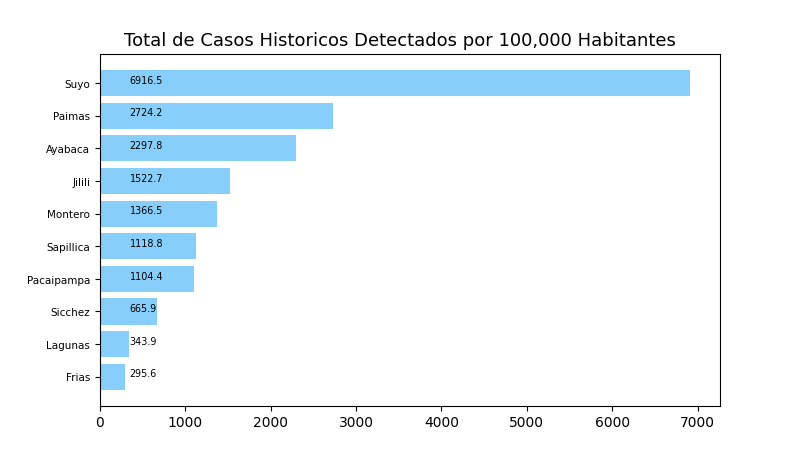 Total de Casos Historicos Detectados por 100,000 Habitantes
Suyo 6916.5
Paimas 2724.2
Ayabaca 2297.8
Jilili 1522.7
Montero 1366.5
Sapillica 1118.8
Pacaipampa 1104.4
Sicchez 665.9
Lagunas 343.9
Frias 295.6
0 1000 2000 3000 4000 5000 6000 7000